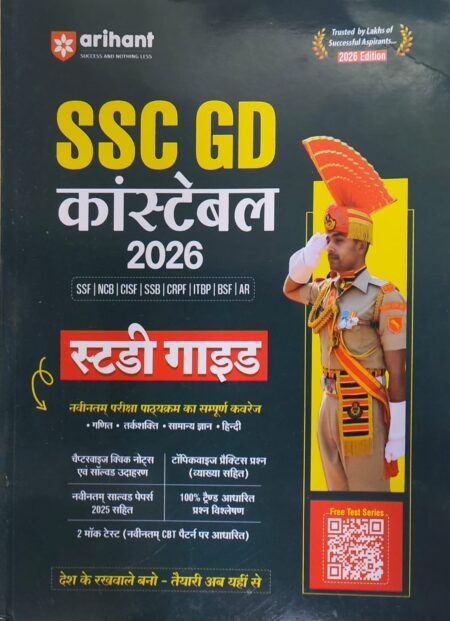 arihant
SUCCESS AND NOTHING LESS
Trusted by Lakhs of
Successful Aspirants...
2026 Edition
SSC GD
कांस्टेबल
2026
SSF | NCB | CISF | SSB | CRPF | ITBP | BSF | AR
स्टडी गाइड
नवीनतम् परीक्षा पाठ्यक्रम का सम्पूर्ण कवरेज
• गणित • तर्कशक्ति • सामान्य ज्ञान • हिन्दी
चैप्टरवाइज क्विक नोट्स
एवं सॉल्वड उदाहरण
टॉपिकवाइज प्रैक्टिस प्रश्न
(व्याख्या सहित)
नवीनतम् साल्वड पेपर्स
2025 सहित
100% ट्रैण्ड आधारित
प्रश्न विश्लेषण
2 मॉक टेस्ट (नवीनतम् CBT पैटर्न पर आधारित)
Free Test Series
देश के रखवाले बनो - तैयारी अब यहीं से